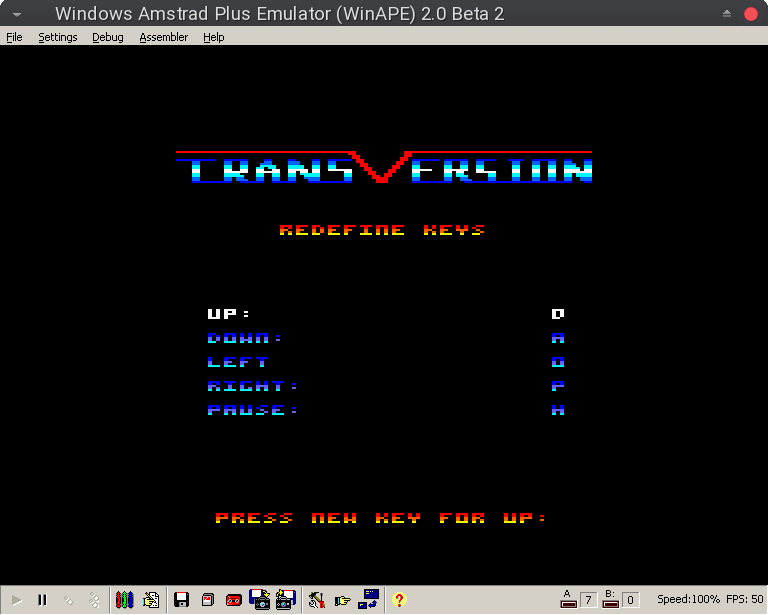 Windows Amstrad Plus Emulator (WinAPE) 2.0 Beta 2
File Settings Debug Assembler Help
TRANSVERSION
REDEFINE KEYS
UP: Q
DOWN: A
LEFT O
RIGHT: P
PAUSE: H
PRESS NEW KEY FOR UP:
A 7 B: 0 Speed:100% FPS: 50